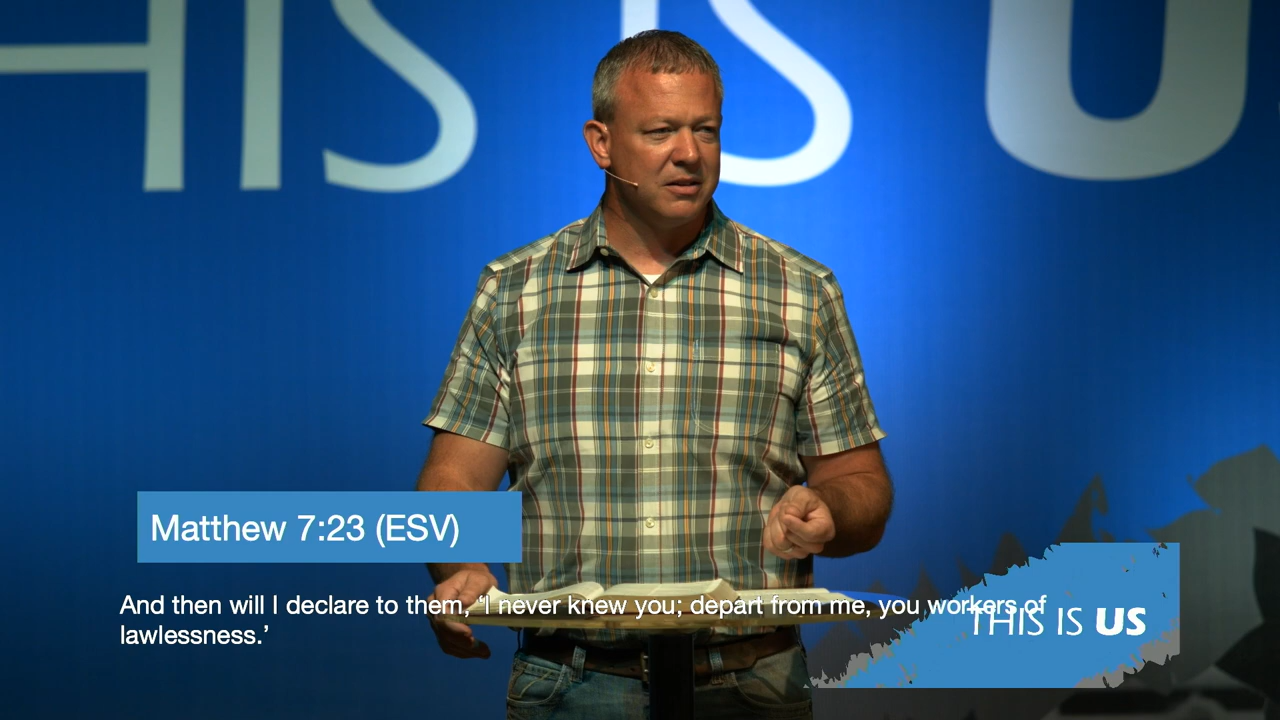 HIS IS U
Matthew 7:23 (ESV)
And then will I declare to them, ‘I never knew you; depart from me, you workers of
lawlessness.’
THIS IS US